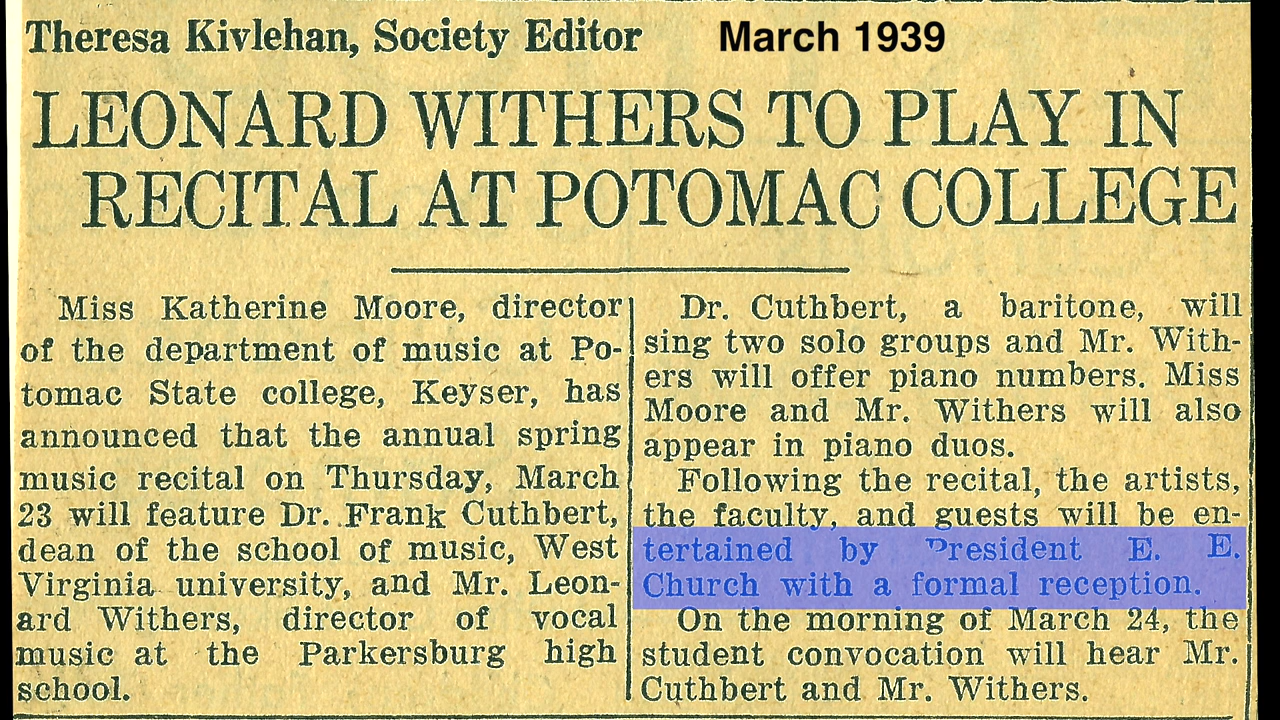 Theresa Kivlehan, Society Editor March 1939
LEONARD WITHERS TO PLAY IN
RECITAL AT POTOMAC COLLEGE
Miss Katherine Moore, director
of the department of music at Po-
tomac State college, Keyser, has
announced that the annual spring
music recital on Thursday, March
23 will feature Dr. Frank Cuthbert,
dean of the school of music, West
Virginia university, and Mr. Leon-
ard Withers, director of vocal
music at the Parkersburg high
school.
Dr. Cuthbert, a baritone, will
sing two solo groups and Mr. With-
ers will offer piano numbers. Miss
Moore and Mr. Withers will also
appear in piano duos.
Following the recital, the artists,
the faculty, and guests will be en-
tertained by President E. E.
Church with a formal reception.
On the morning of March 24, the
student convocation will hear Mr.
Cuthbert and Mr. Withers.